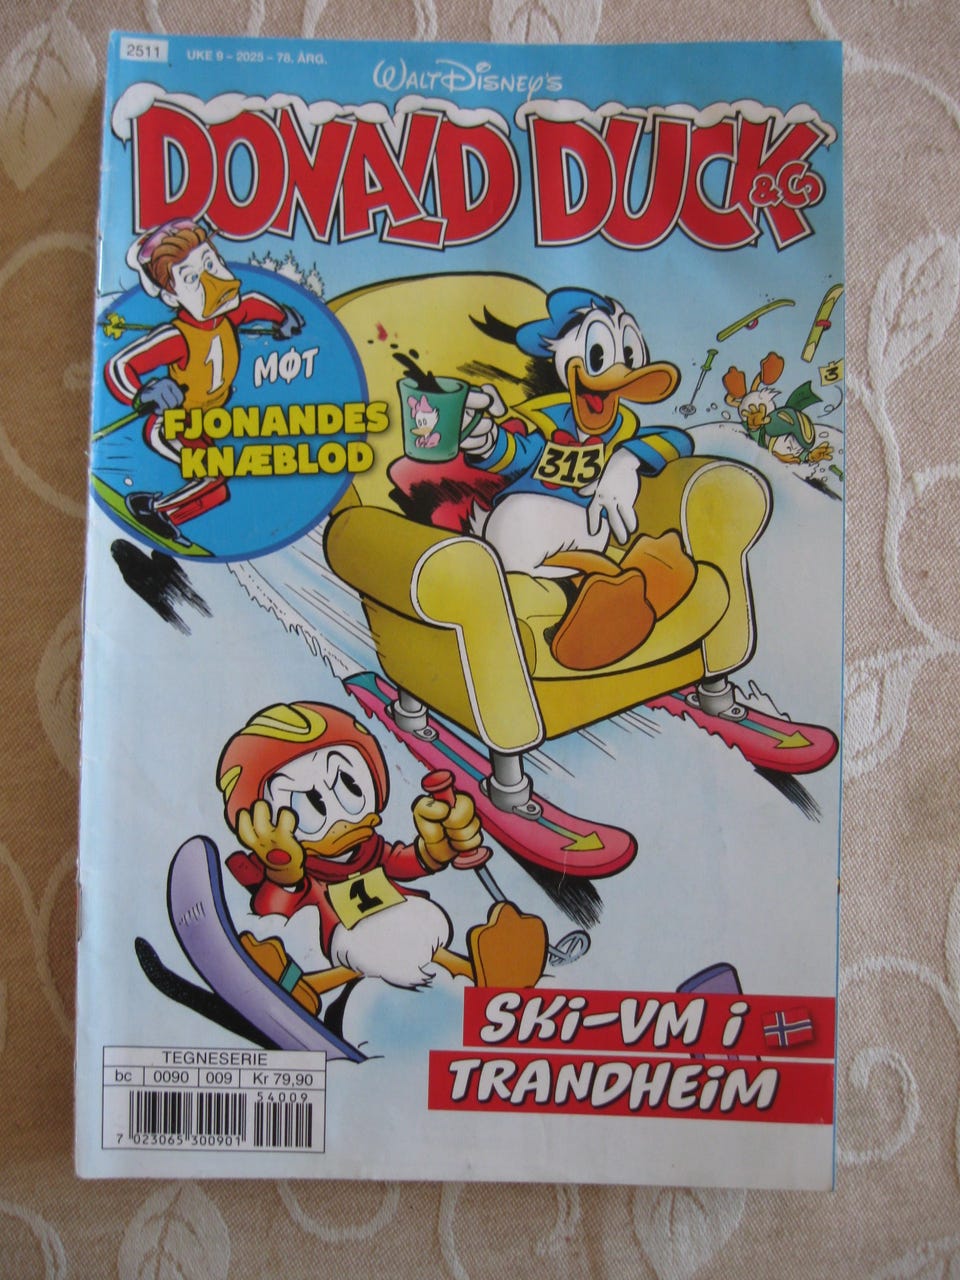 2511
UKE 9 – 2025 – 78. ÅRG.
WALT DISNEY'S
DONALD DUCK
& CO
1
MØT
FJONANDES
KNÆBLOD
313
3
1
SKi-VM i
TRANDHEiM
TEGNESERIE
bc 0090 009 Kr 79,90
54009
7 023065 300901